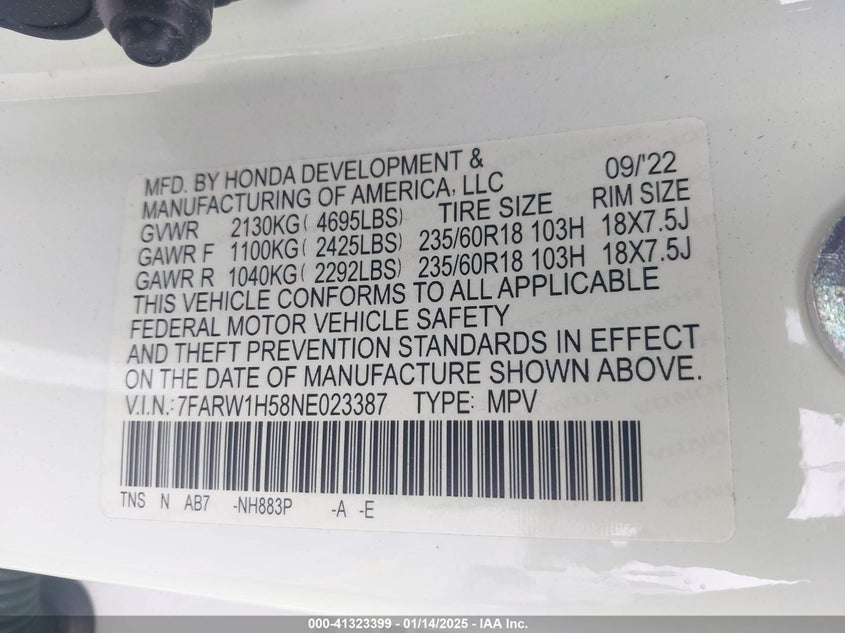 MFD. BY HONDA DEVELOPMENT & 09/'22
MANUFACTURING OF AMERICA, LLC
GVWR 2130KG( 4695LBS) TIRE SIZE RIM SIZE
GAWR F 1100KG( 2425LBS) 235/60R18 103H 18X7.5J
GAWR R 1040KG( 2292LBS) 235/60R18 103H 18X7.5J
THIS VEHICLE CONFORMS TO ALL APPLICABLE
FEDERAL MOTOR VEHICLE SAFETY
AND THEFT PREVENTION STANDARDS IN EFFECT
ON THE DATE OF MANUFACTURE SHOWN ABOVE.
V.I.N.:7FARW1H58NE023387 TYPE: MPV
TNS N AB7 -NH883P -A -E
HONDA
000-41323399 | 01/14/2025 | IAA Inc.